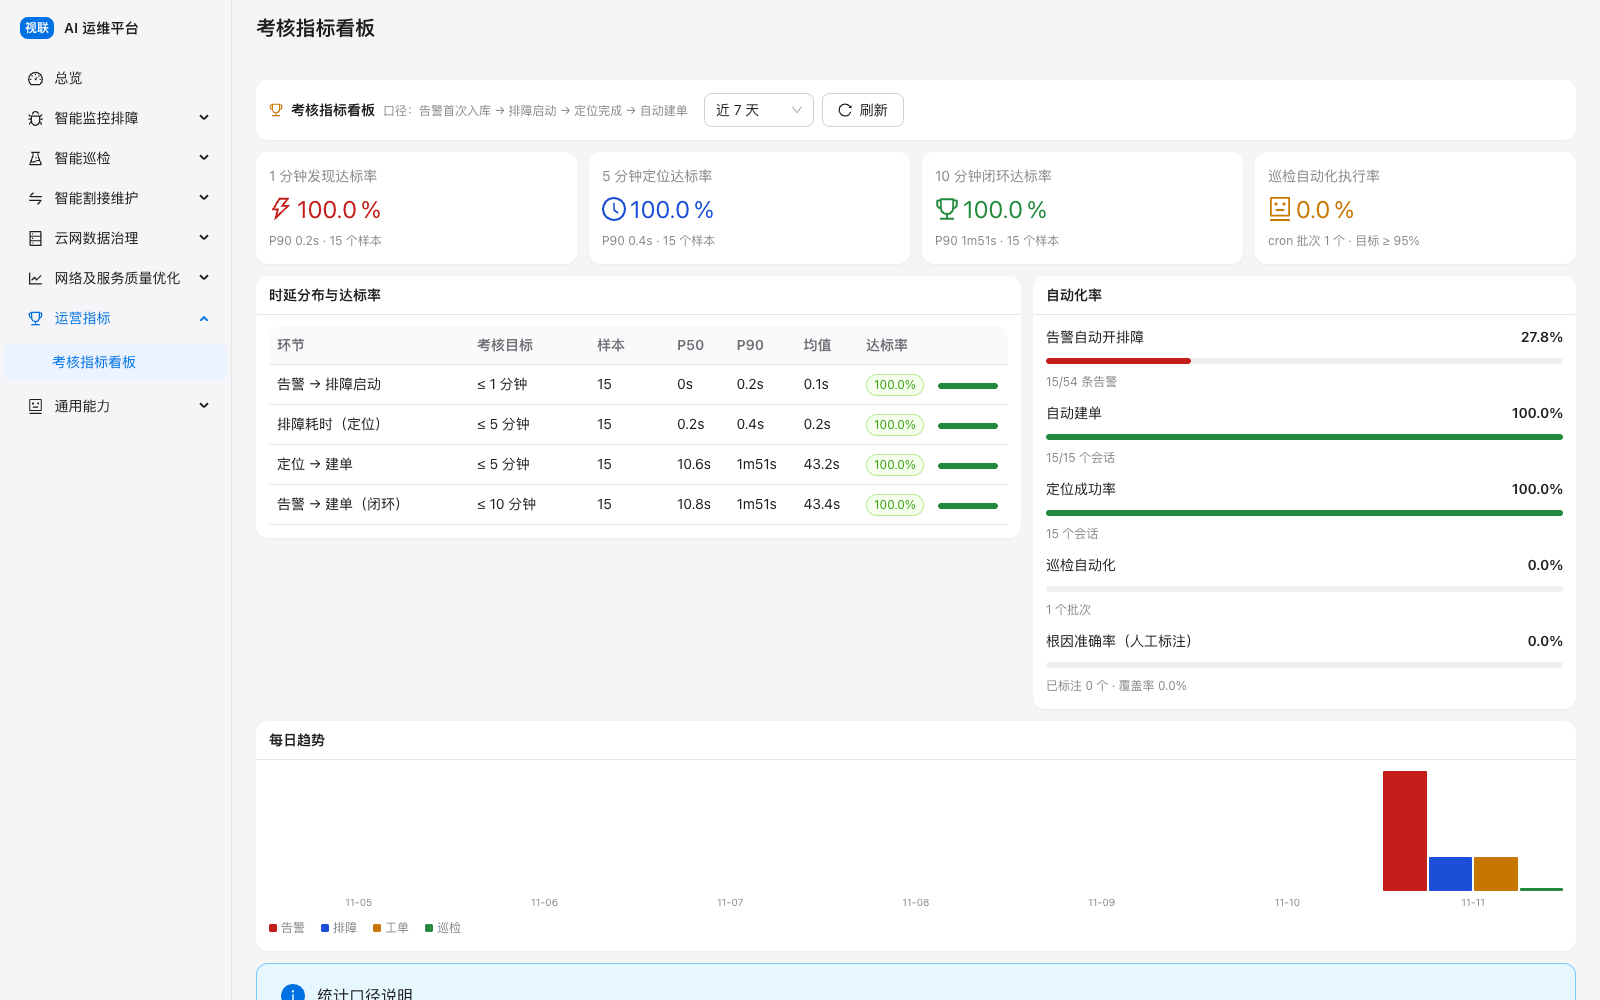 视联 AI 运维平台
总览
智能监控排障
智能巡检
智能割接维护
云网数据治理
网络及服务质量优化
运营指标
考核指标看板
通用能力
考核指标看板
考核指标看板 口径：告警首次入库 → 排障启动 → 定位完成 → 自动建单 近 7 天 刷新
1 分钟发现达标率
100.0 %
P90 0.2s · 15 个样本
5 分钟定位达标率
100.0 %
P90 0.4s · 15 个样本
10 分钟闭环达标率
100.0 %
P90 1m51s · 15 个样本
巡检自动化执行率
0.0 %
cron 批次 1 个 · 目标 ≥ 95%
时延分布与达标率
环节 考核目标 样本 P50 P90 均值 达标率
告警 → 排障启动 ≤ 1 分钟 15 0s 0.2s 0.1s 100.0%
排障耗时（定位） ≤ 5 分钟 15 0.2s 0.4s 0.2s 100.0%
定位 → 建单 ≤ 5 分钟 15 10.6s 1m51s 43.2s 100.0%
告警 → 建单（闭环） ≤ 10 分钟 15 10.8s 1m51s 43.4s 100.0%
自动化率
告警自动开排障 27.8%
15/54 条告警
自动建单 100.0%
15/15 个会话
定位成功率 100.0%
15 个会话
巡检自动化 0.0%
1 个批次
根因准确率（人工标注） 0.0%
已标注 0 个 · 覆盖率 0.0%
每日趋势
11-05 11-06 11-07 11-08 11-09 11-10 11-11
告警 排障 工单 巡检
统计口径说明